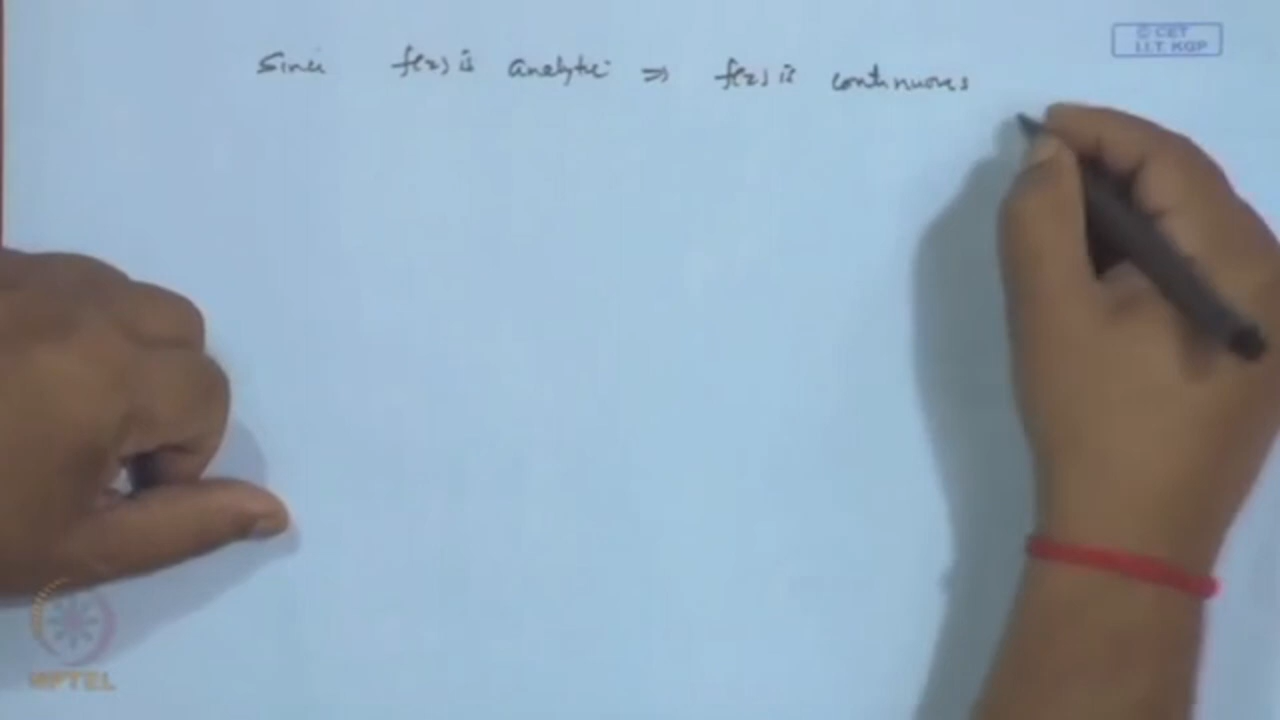 Since f(z) is analytic ⇒ f(z) is continuous
© CET
I.I.T. KGP
NPTEL